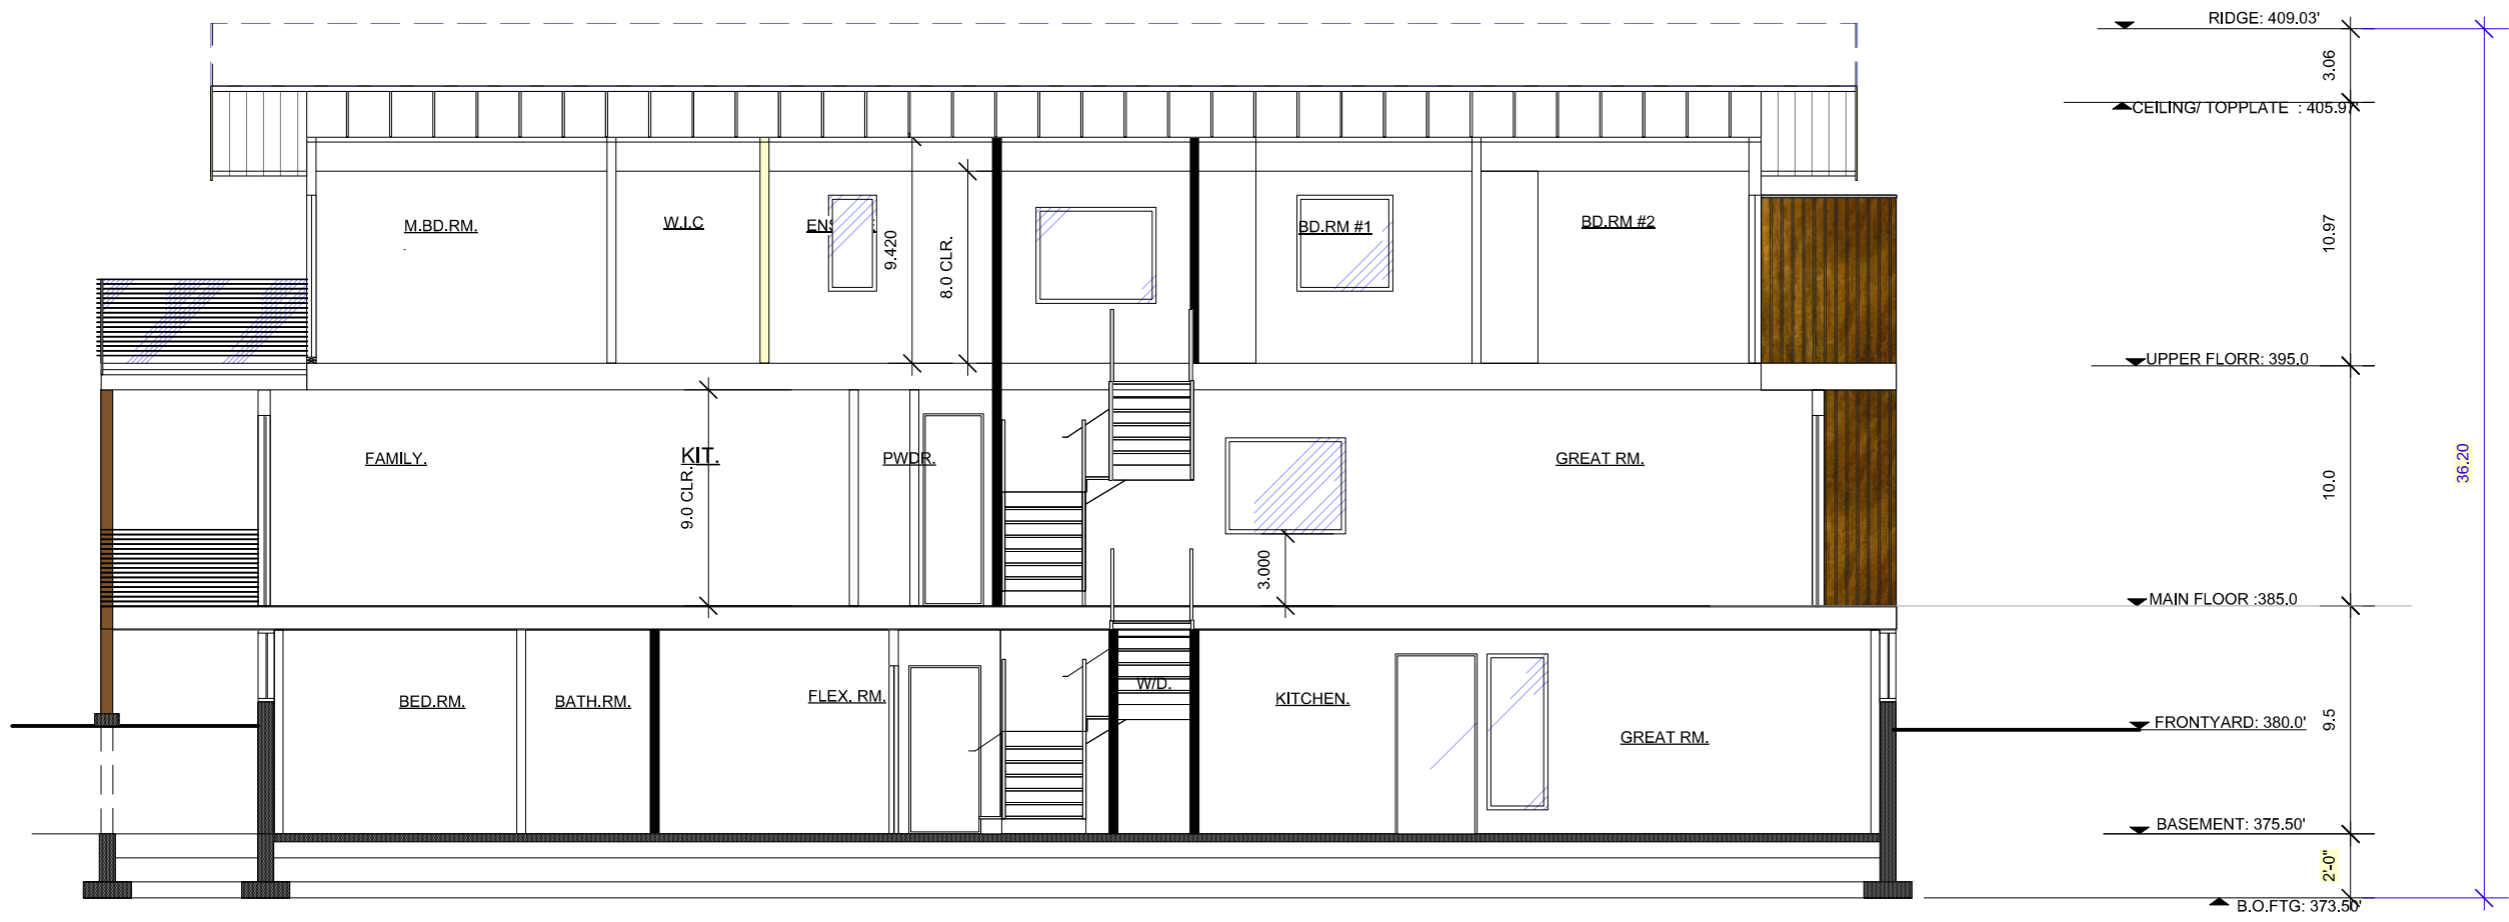 RIDGE: 409.03'
3.06
CEILING/ TOPPLATE : 405.97'
M.BD.RM.
W.I.C
9.420
8.0 CLR.
BD.RM #1
BD.RM #2
10.97
UPPER FLORR: 395.0
FAMILY.
KIT.
9.0 CLR.
PWDR.
GREAT RM.
3.000
10.0
36.20
MAIN FLOOR :385.0
BED.RM.
BATH.RM.
FLEX. RM.
W/D.
KITCHEN.
GREAT RM.
FRONTYARD: 380.0'
9.5
BASEMENT: 375.50'
2'-0"
B.O.FTG: 373.50'